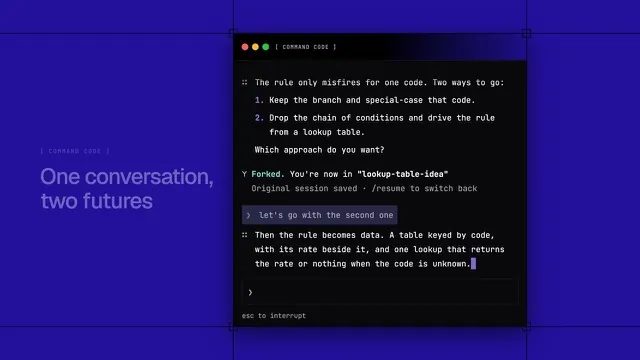 [ COMMAND CODE ]
The rule only misfires for one code. Two ways to go:
1. Keep the branch and special-case that code.
2. Drop the chain of conditions and drive the rule
from a lookup table.
Which approach do you want?
Forked. You're now in "lookup-table-idea"
Original session saved · /resume to switch back
❯ let's go with the second one
Then the rule becomes data. A table keyed by code,
with its rate beside it, and one lookup that returns
the rate or nothing when the code is unknown.
❯
esc to interrupt
[ COMMAND CODE ]
One conversation,
two futures